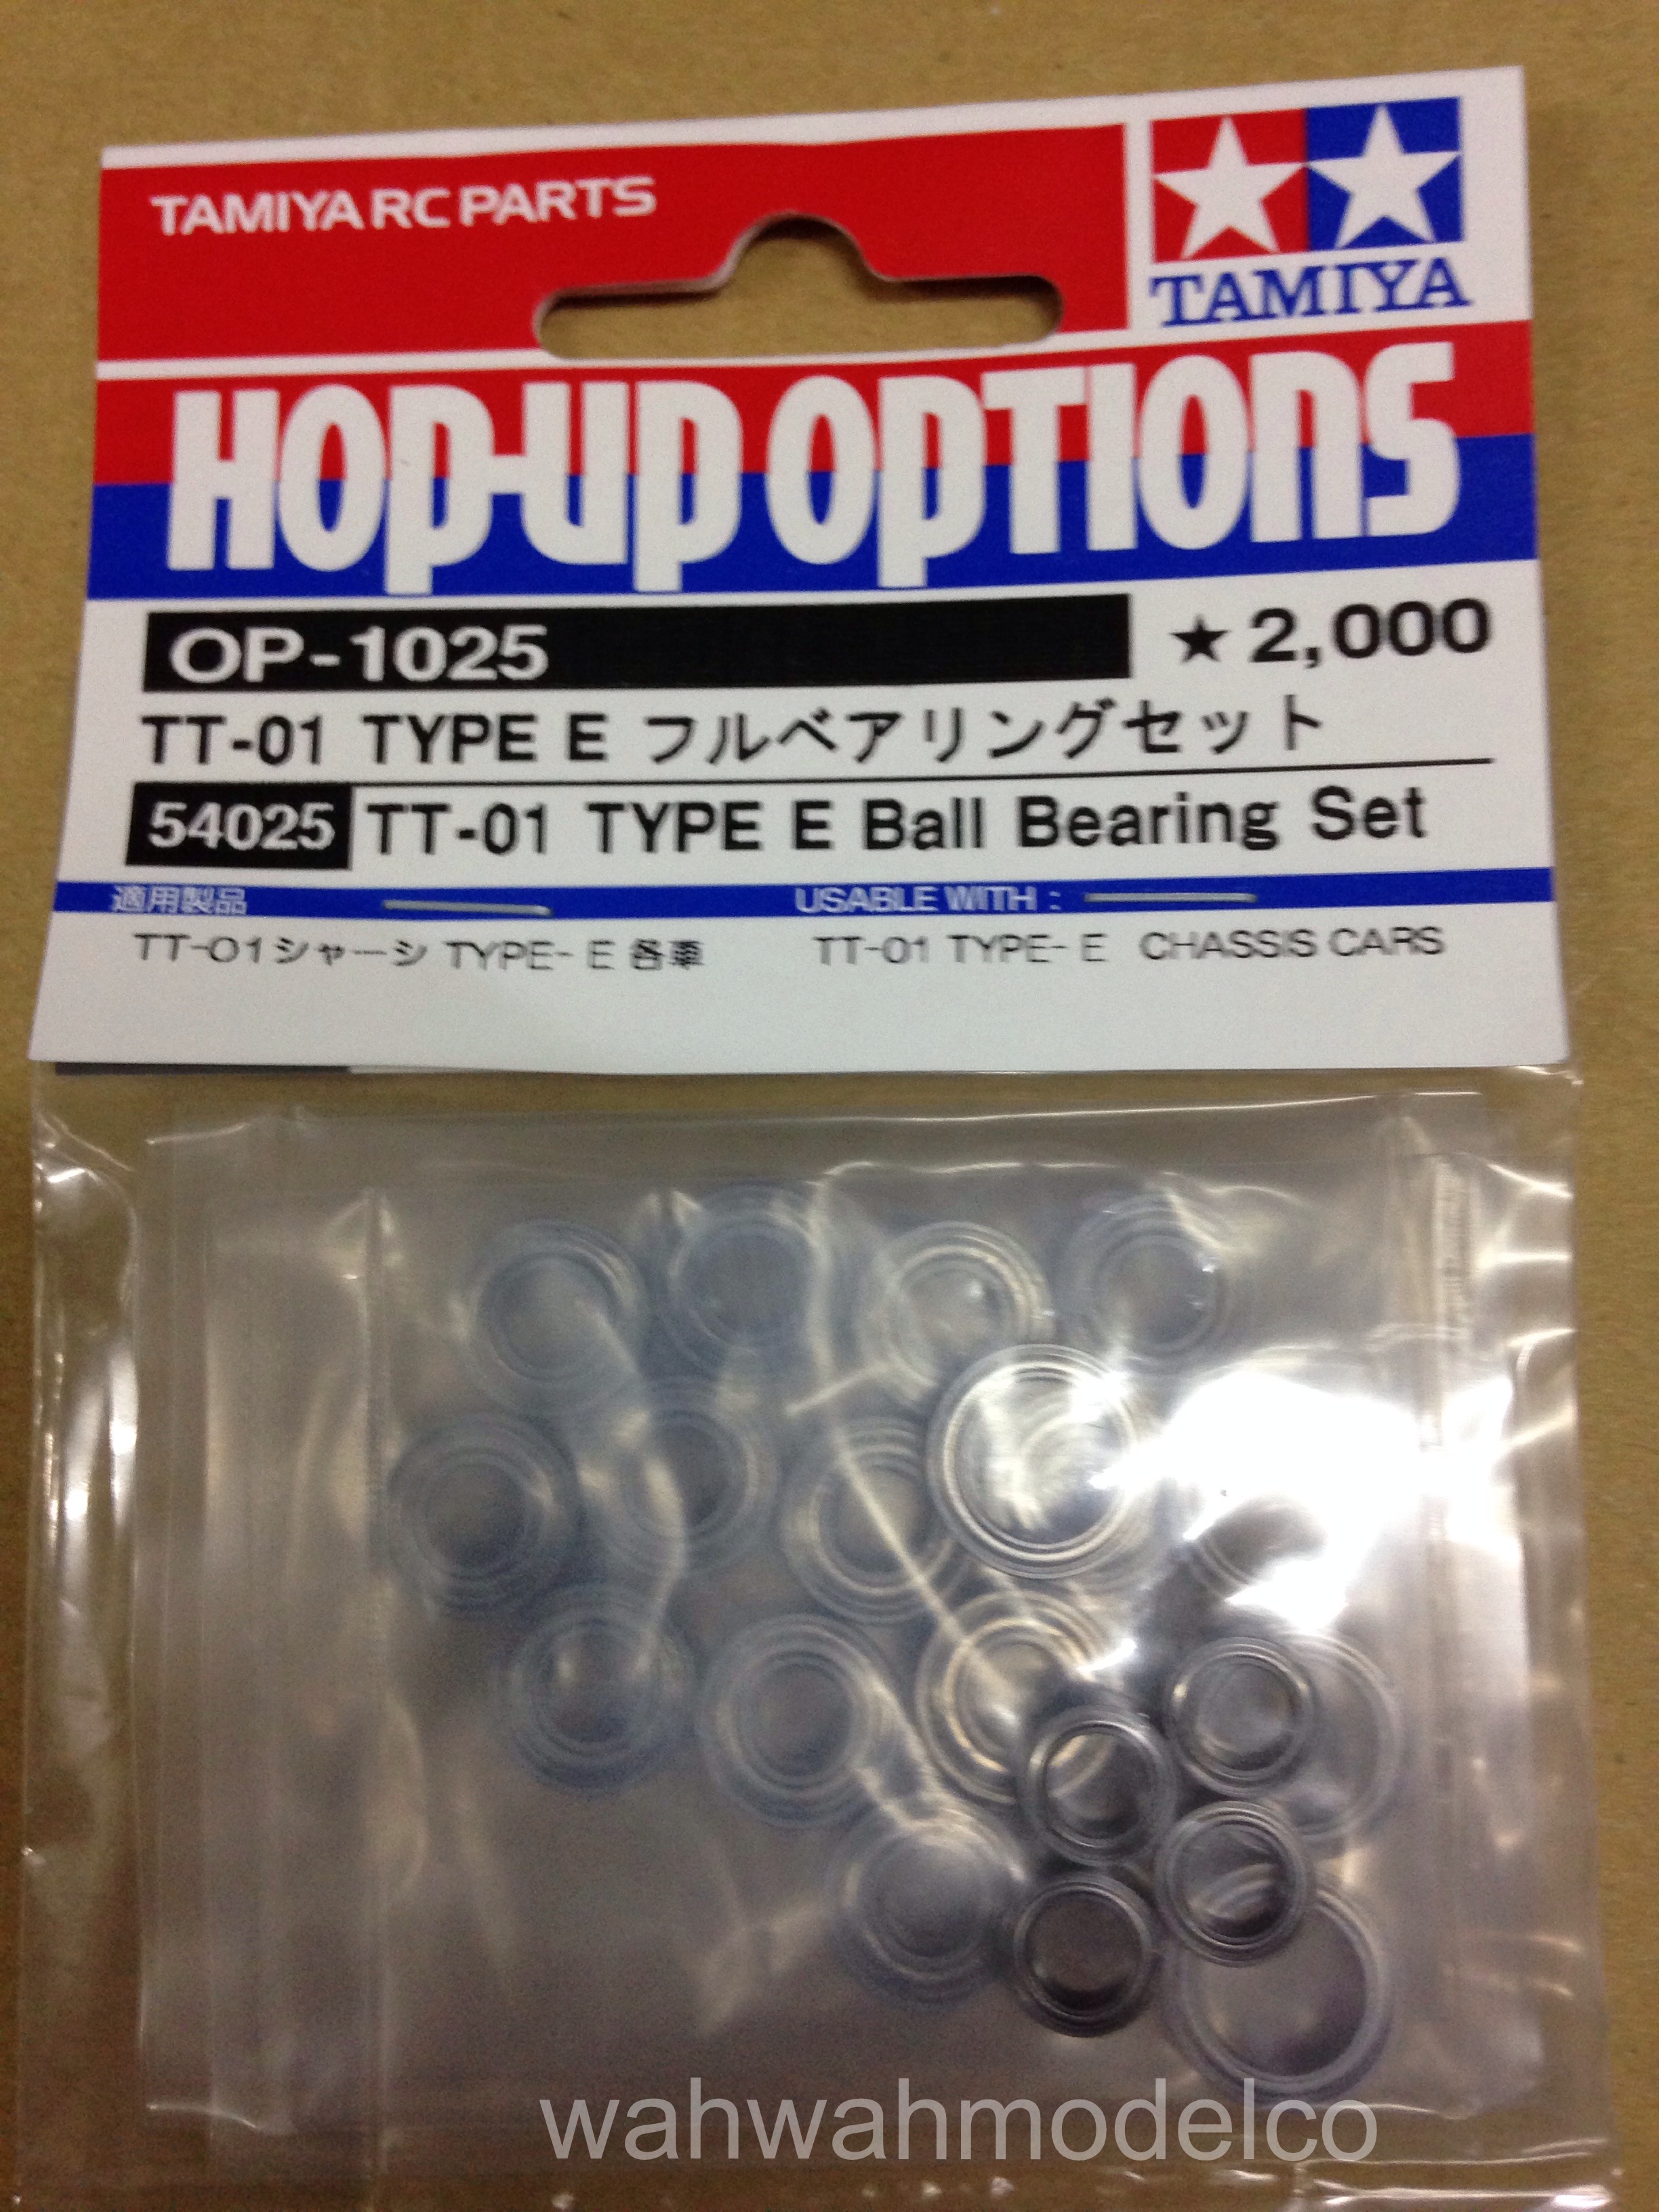 TAMIYA RC PARTS
TAMIYA
HOP-UP OPTIONS
OP-1025 ★2,000
TT-01 TYPE E フルベアリングセット
54025 TT-01 TYPE E Ball Bearing Set
適用製品 USABLE WITH :
TT-01シャーシ TYPE-E 各車 TT-01 TYPE-E CHASSIS CARS
wahwahmodelco